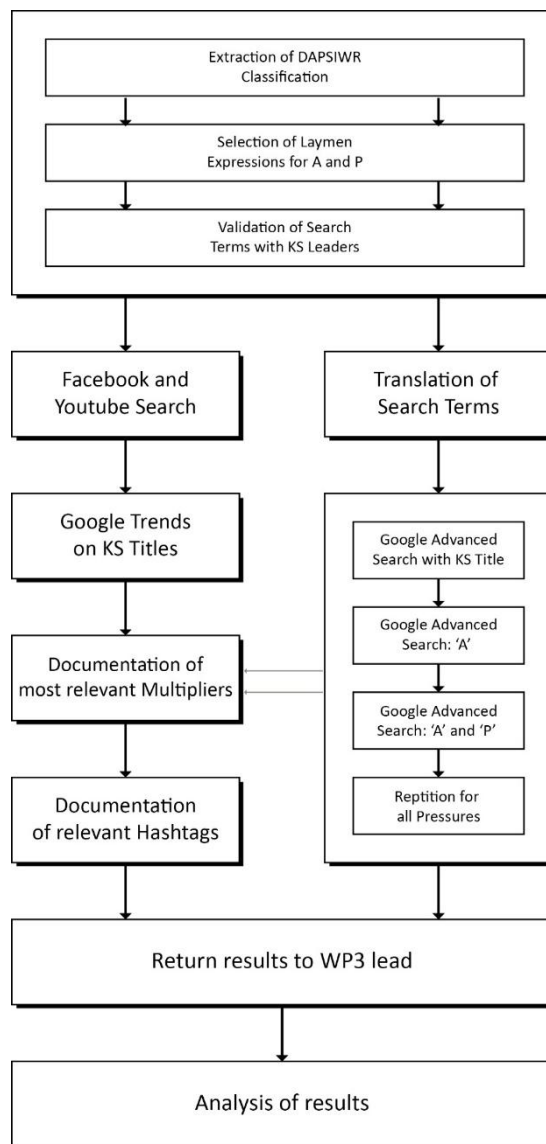 Extraction of DAPSIWR
Classification
Selection of Laymen
Expressions for A and P
Validation of Search
Terms with KS Leaders
Facebook and
Youtube Search
Google Trends
on KS Titles
Documentation of
most relevant Multipliers
Documentation
of relevant Hashtags
Translation of
Search Terms
Google Advanced
Search with KS Title
Google Advanced
Search: ‘A’
Google Advanced
Search: ‘A’ and ‘P’
Reptition for
all Pressures
Return results to WP3 lead
Analysis of results